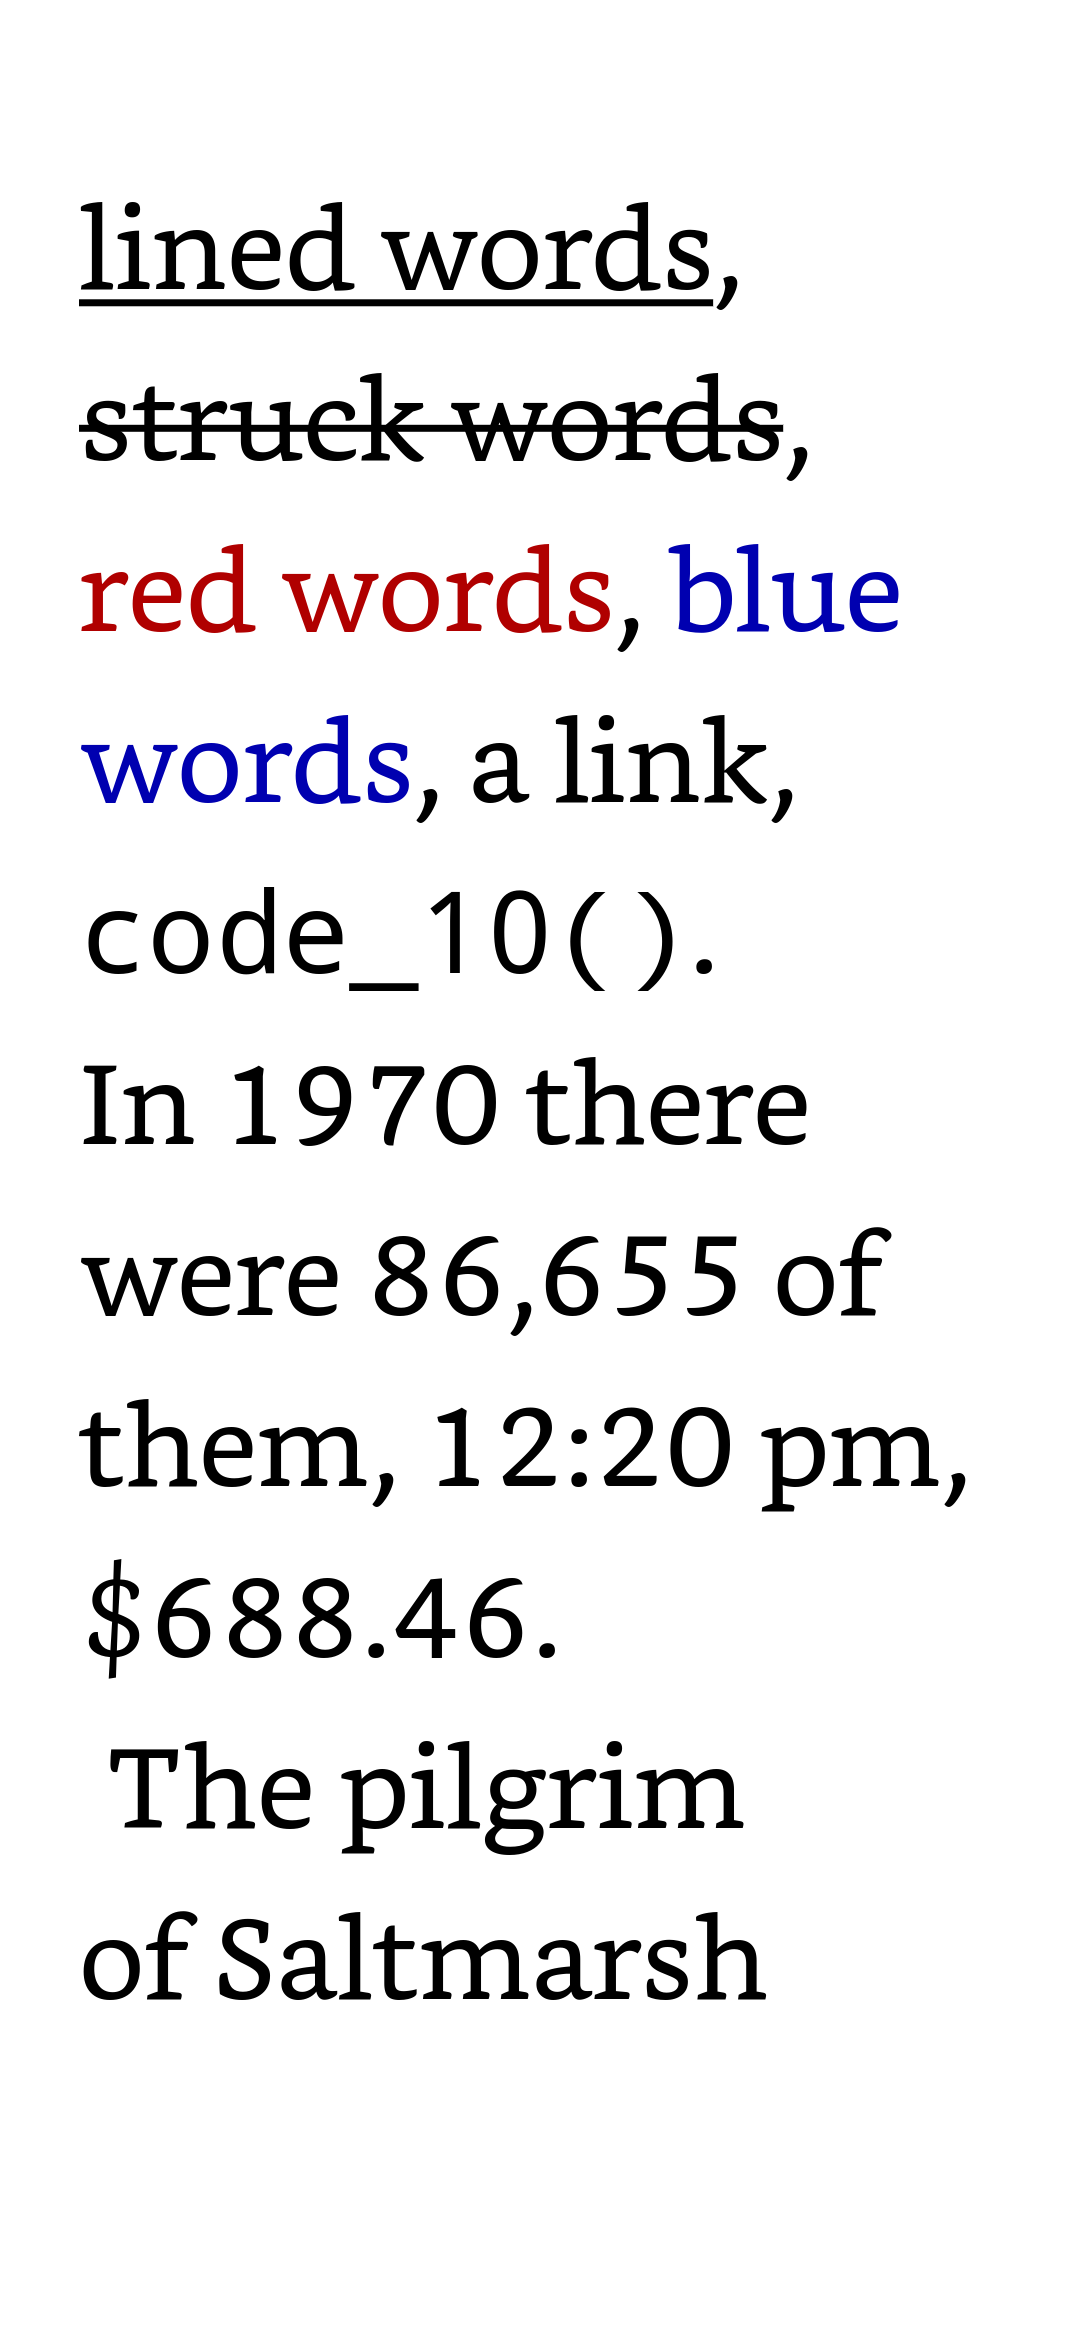 lined words,
struck words,
red words, blue
words, a link,
code_10().
In 1970 there
were 86,655 of
them, 12:20 pm,
$688.46.
The pilgrim
of Saltmarsh